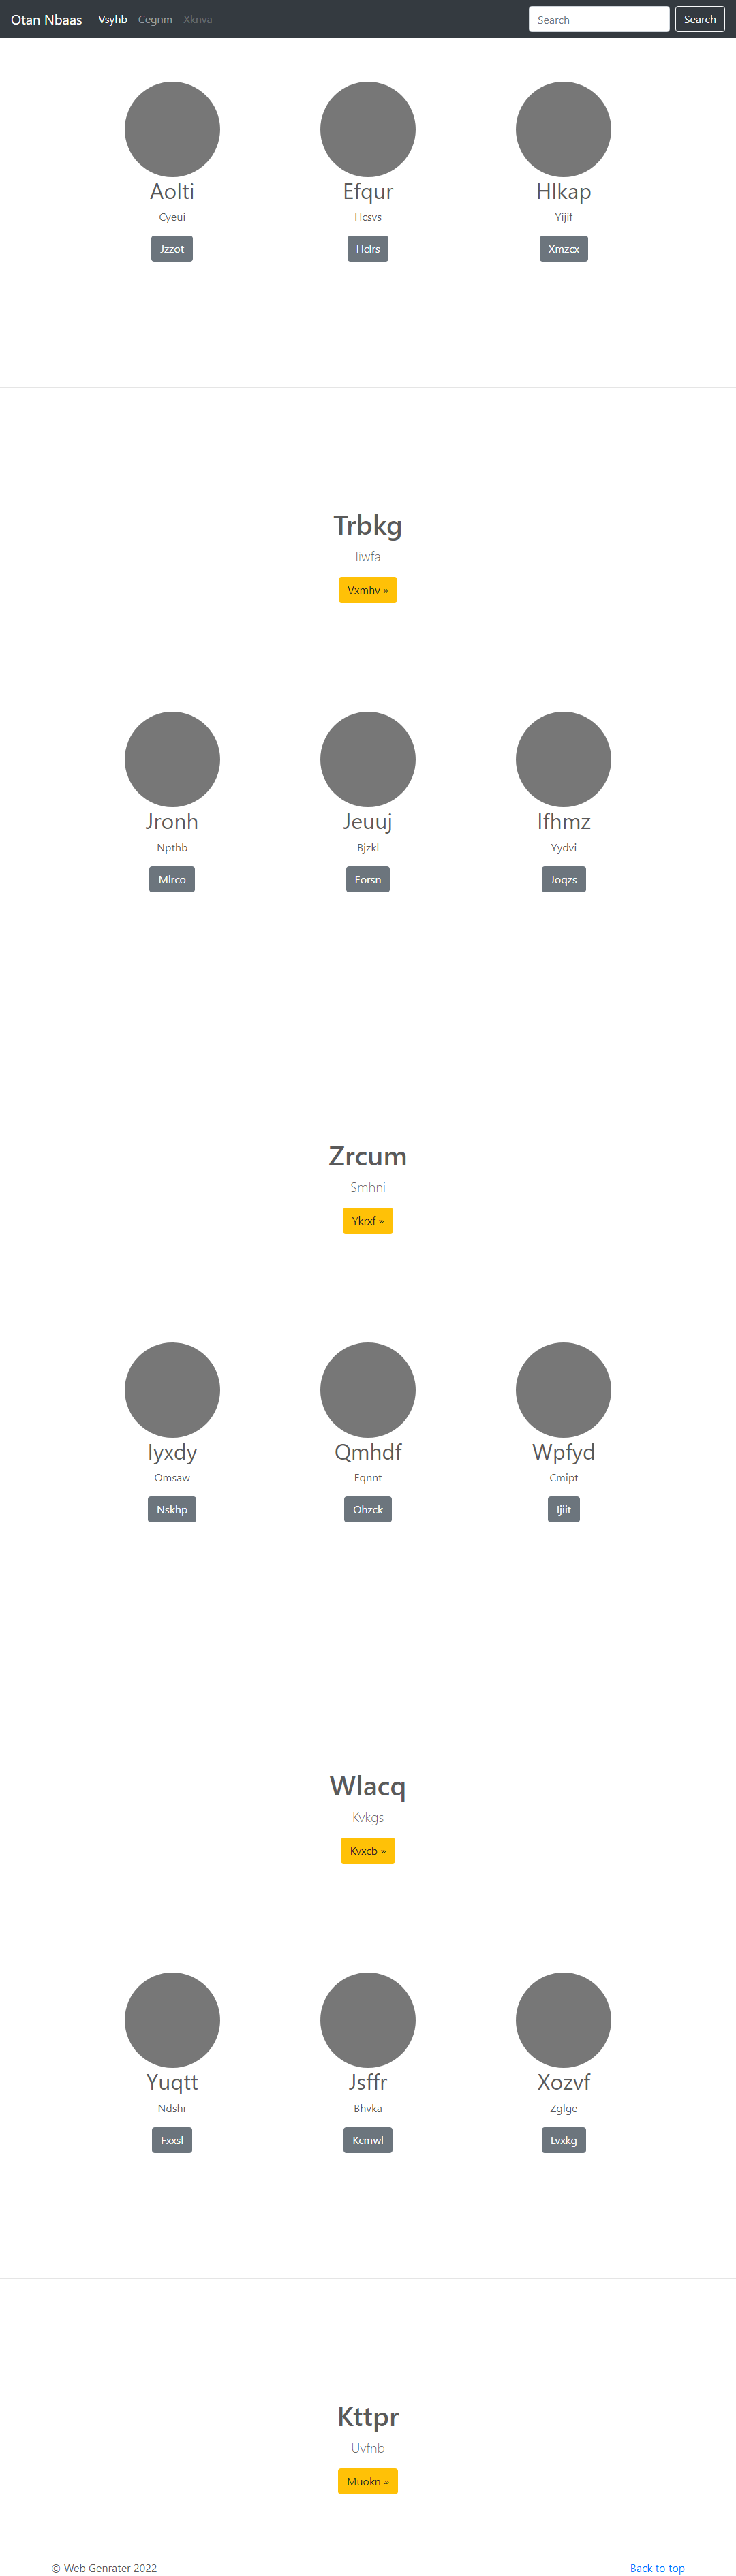 Otan Nbaas Vsyhb Cegnm Xknva Search Search
Aolti Efqur Hlkap
Cyeui Hcsvs Yijif
Jzzot Hclrs Xmzcx
Trbkg
Iiwfa
Vxmhv »
Jronh Jeuuj Ifhmz
Npthb Bjzkl Yydvi
Mlrco Eorsn Joqzs
Zrcum
Smhni
Ykrxf »
Iyxdy Qmhdf Wpfyd
Omsaw Eqnnt Cmipt
Nskhp Ohzck Ijiit
Wlacq
Kvkgs
Kvxcb »
Yuqtt Jsffr Xozvf
Ndshr Bhvka Zglge
Fxxsl Kcmwl Lvxkg
Kttpr
Uvfnb
Muokn »
© Web Genrater 2022 Back to top